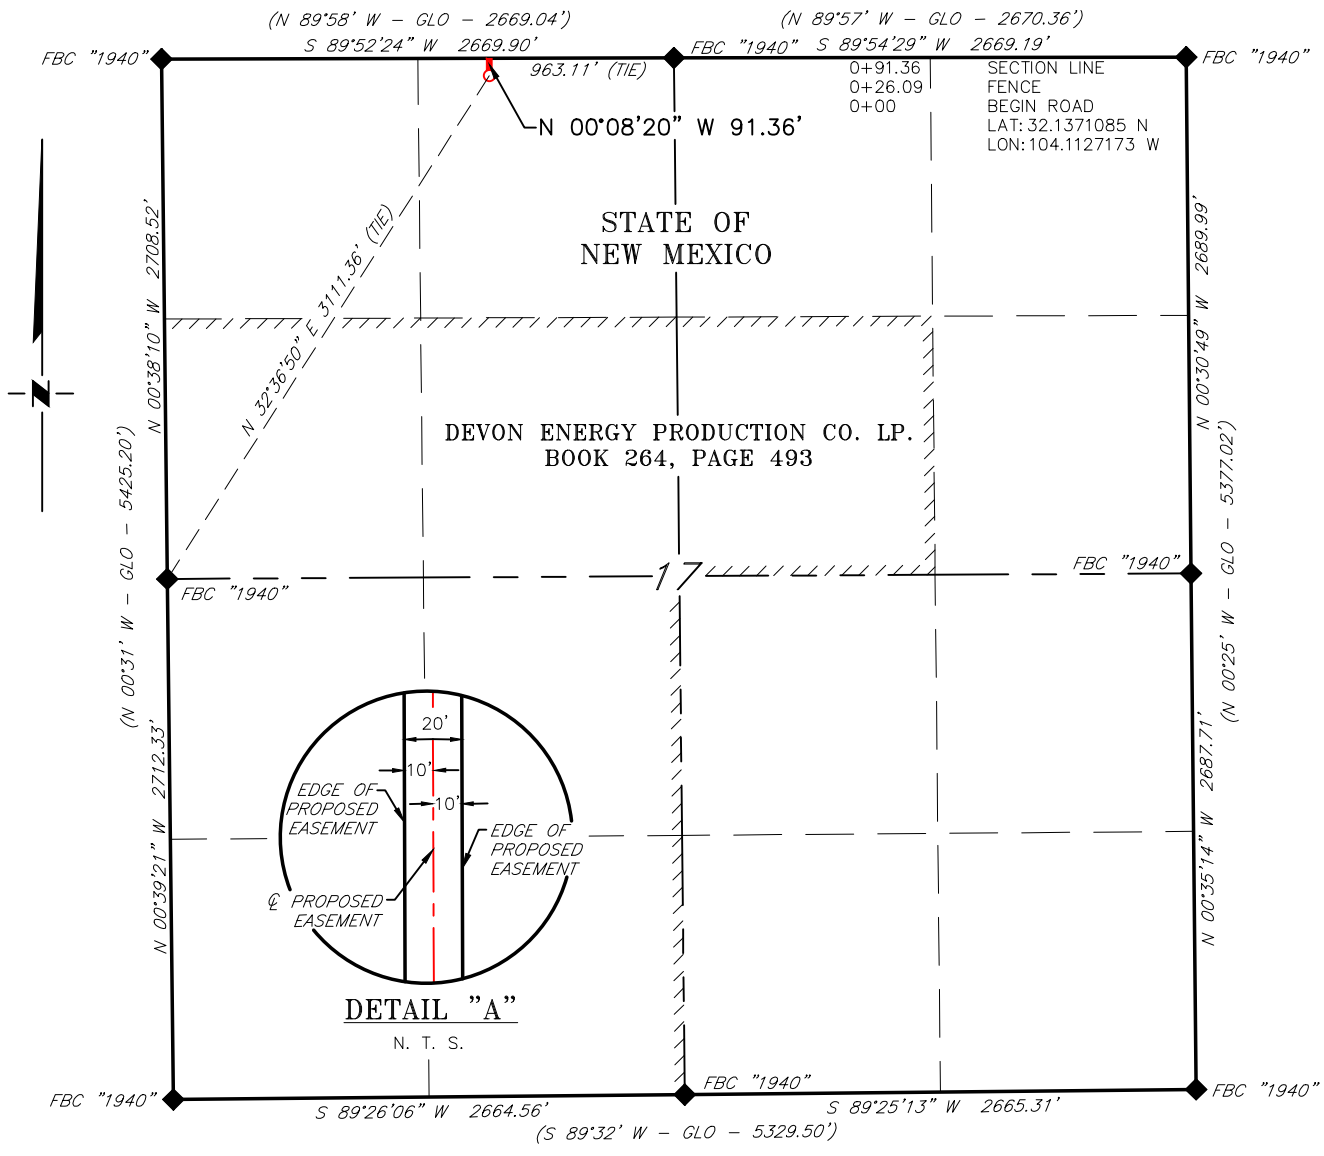 (N 89°58' W - GLO - 2669.04')
(N 89°57' W - GLO - 2670.36')
S 89°52'24" W 2669.90'
S 89°54'29" W 2669.19'
FBC "1940"
FBC "1940"
FBC "1940"
963.11' (TIE)
0+91.36 SECTION LINE
0+26.09 FENCE
0+00 BEGIN ROAD
LAT: 32.1371085 N
LON: 104.1127173 W
N 00°08'20" W 91.36'
STATE OF
NEW MEXICO
N 00°38'10" W 2708.52'
N 32°36'50" E 3111.36' (TIE)
N 00°30'49" W 2689.99'
N
DEVON ENERGY PRODUCTION CO. LP.
BOOK 264, PAGE 493
(N 00°31' W - GLO - 5425.20')
(N 00°25' W - GLO - 5377.02')
FBC "1940"
17
FBC "1940"
N 00°39'21" W 2712.33'
N 00°35'14" W 2687.71'
20'
10'
10'
EDGE OF
PROPOSED
EASEMENT
EDGE OF
PROPOSED
EASEMENT
℄ PROPOSED
EASEMENT
DETAIL "A"
N. T. S.
FBC "1940"
FBC "1940"
FBC "1940"
S 89°26'06" W 2664.56'
S 89°25'13" W 2665.31'
(S 89°32' W - GLO - 5329.50')